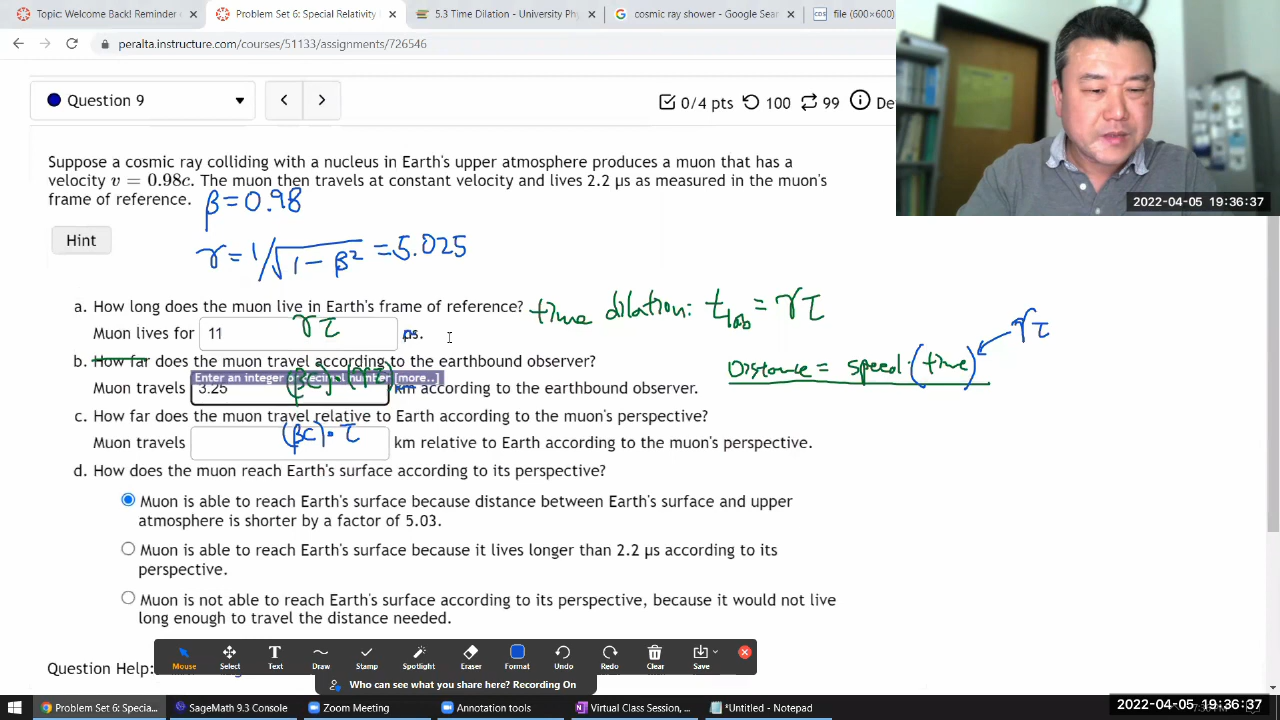 Topic: Welcome Back! Reminder
Problem Set 6: Special Relativity
5.3 Time Dilation - University Ph
cosmic ray shower - Google Sea
file (600×600)
peralta.instructure.com/courses/51133/assignments/726546
Question 9
0/4 pts 100 99 De
Suppose a cosmic ray colliding with a nucleus in Earth's upper atmosphere produces a muon that has a
velocity v = 0.98c. The muon then travels at constant velocity and lives 2.2 μs as measured in the muon's
frame of reference.
β = 0.98
Hint
γ = 1/√1 − β² = 5.025
a. How long does the muon live in Earth's frame of reference?
time dilation: t_lab = γτ
Muon lives for 11 γτ μs.
γτ
b. How far does the muon travel according to the earthbound observer?
Distance = speed · (time)
Enter an integer or decimal number [more..]
Muon travels 3.25 (βc) · (γτ) km according to the earthbound observer.
c. How far does the muon travel relative to Earth according to the muon's perspective?
Muon travels (βc) · τ km relative to Earth according to the muon's perspective.
d. How does the muon reach Earth's surface according to its perspective?
Muon is able to reach Earth's surface because distance between Earth's surface and upper
atmosphere is shorter by a factor of 5.03.
Muon is able to reach Earth's surface because it lives longer than 2.2 μs according to its
perspective.
Muon is not able to reach Earth's surface according to its perspective, because it would not live
long enough to travel the distance needed.
Question Help:
Mouse Select Text Draw Stamp Spotlight Eraser Format Undo Redo Clear Save
Who can see what you share here? Recording On
2022-04-05 19:36:37
Problem Set 6: Specia...
SageMath 9.3 Console
Zoom Meeting
Annotation tools
Virtual Class Session, ...
*Untitled - Notepad
2022-04-05 19:36:37